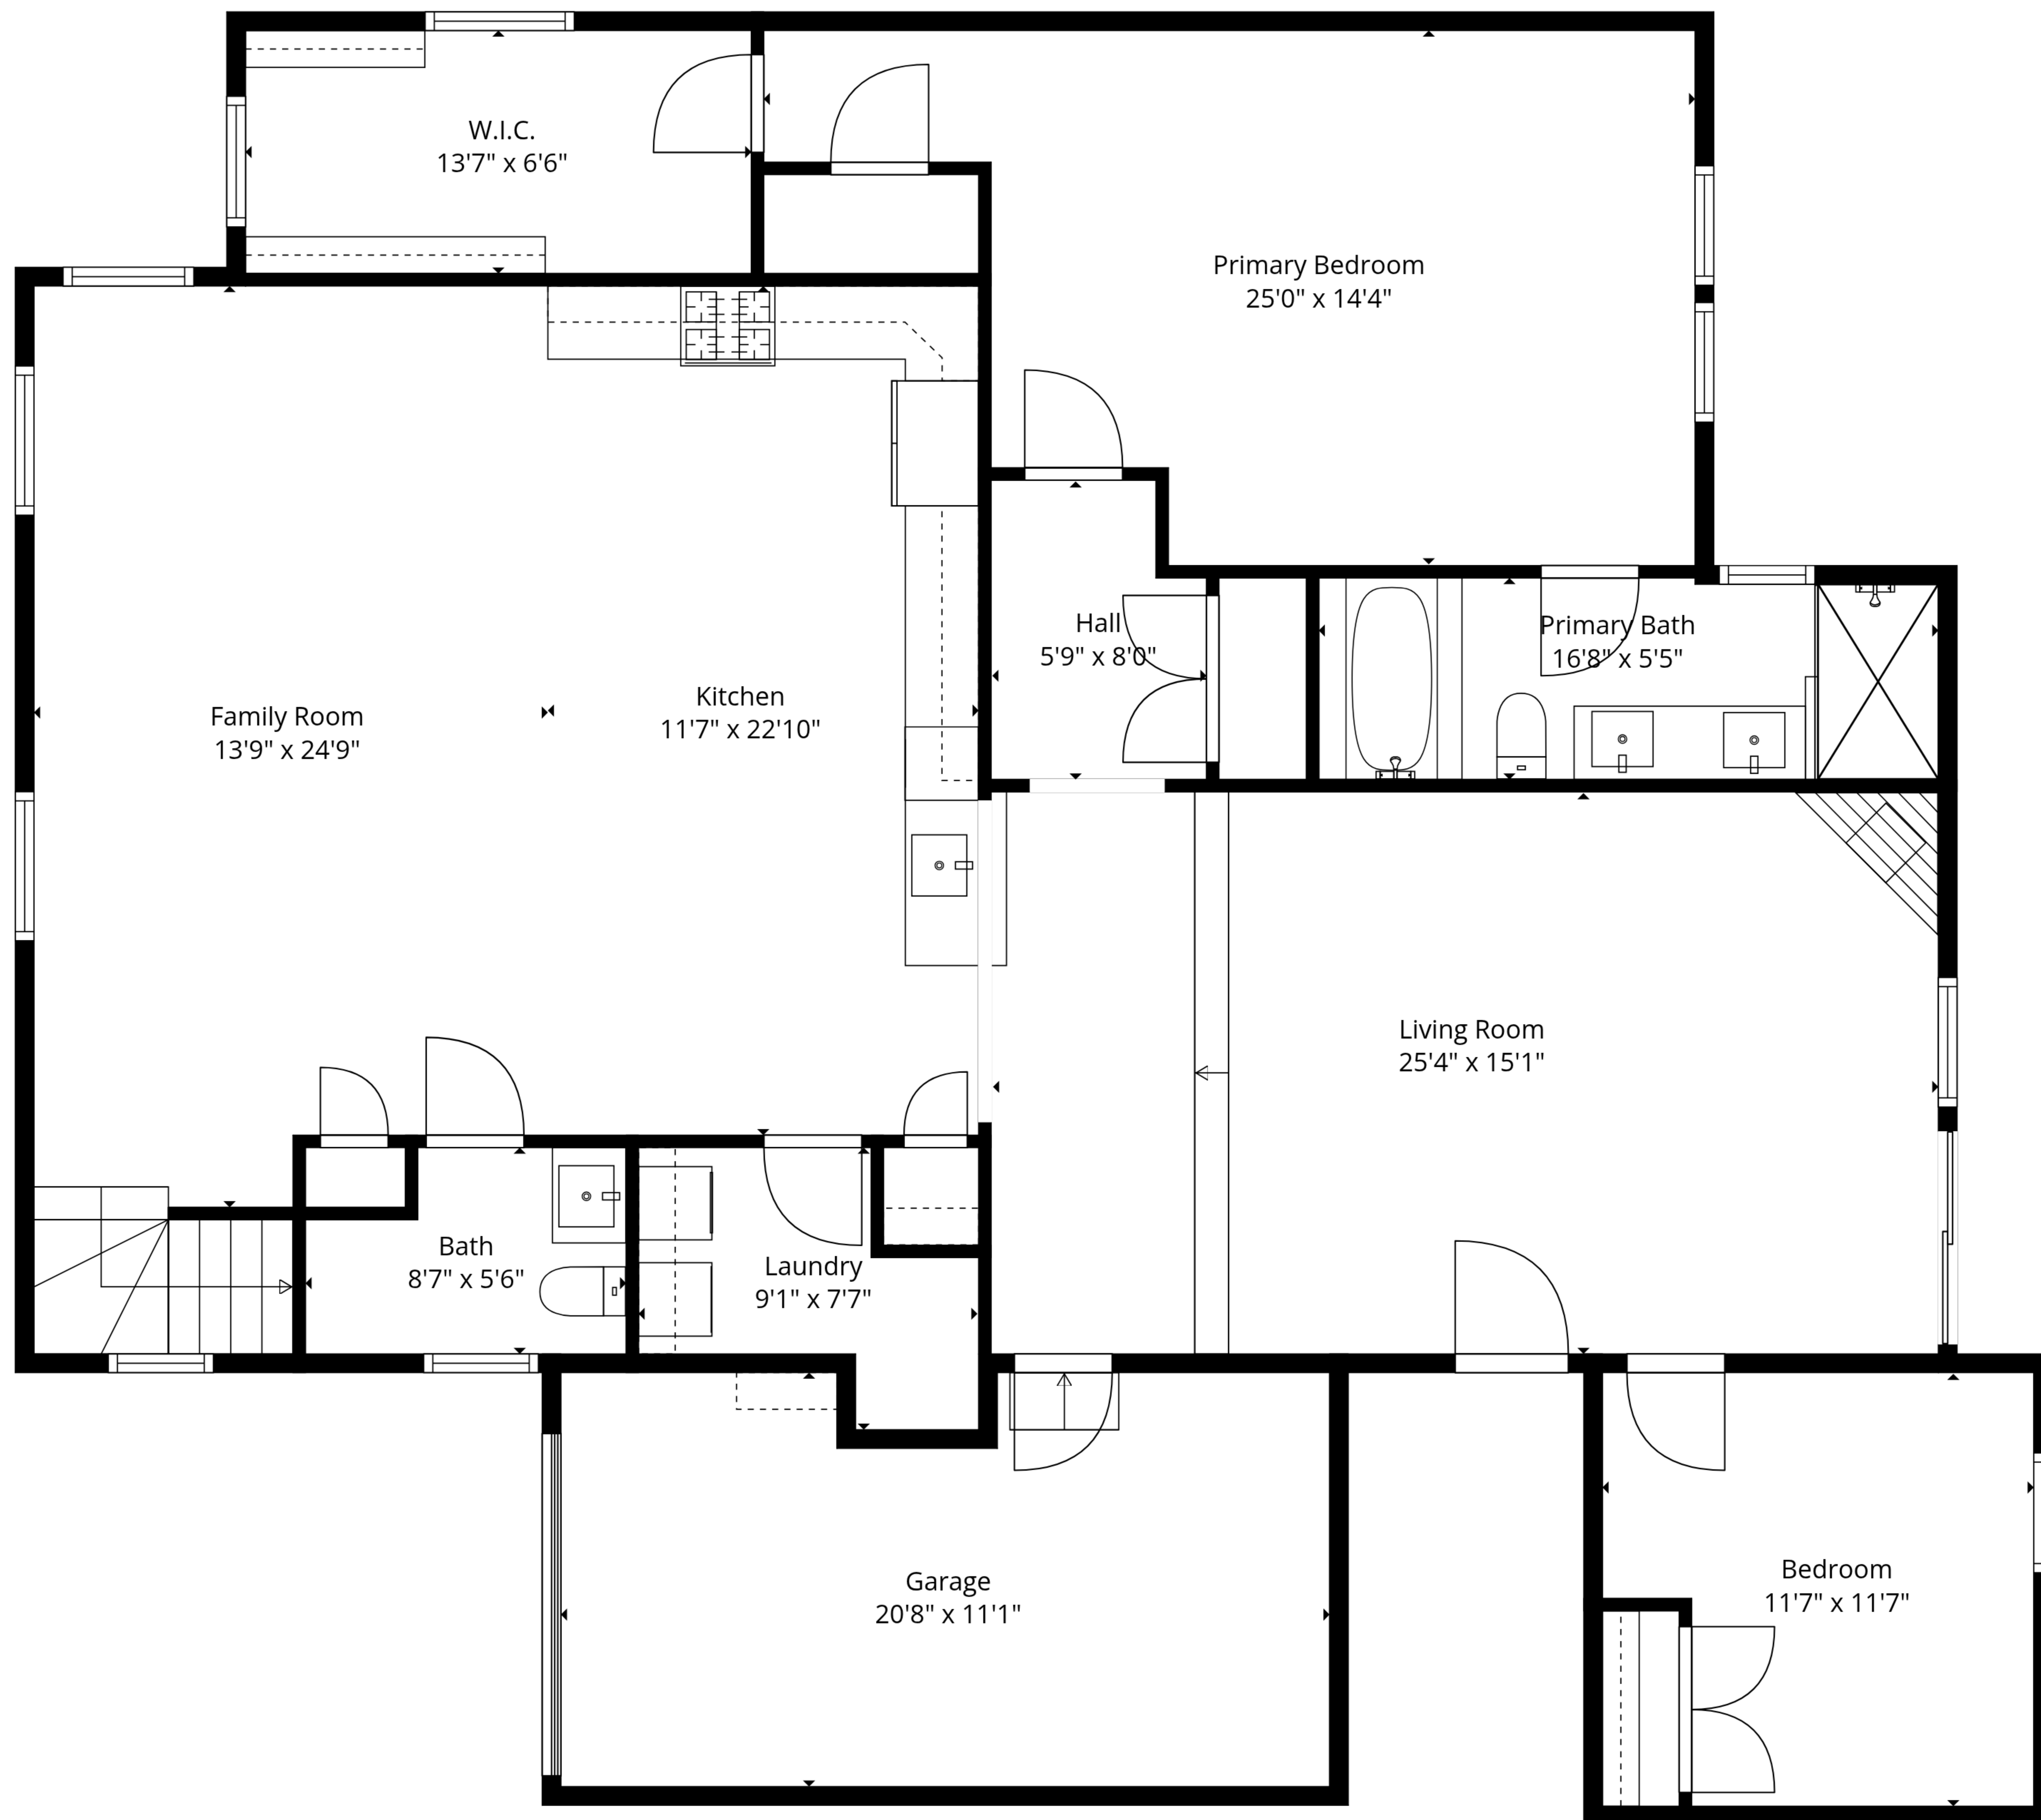 W.I.C.
13'7" x 6'6"
Primary Bedroom
25'0" x 14'4"
Hall
5'9" x 8'0"
Primary Bath
16'8" x 5'5"
Family Room
13'9" x 24'9"
Kitchen
11'7" x 22'10"
Living Room
25'4" x 15'1"
Bath
8'7" x 5'6"
Laundry
9'1" x 7'7"
Garage
20'8" x 11'1"
Bedroom
11'7" x 11'7"